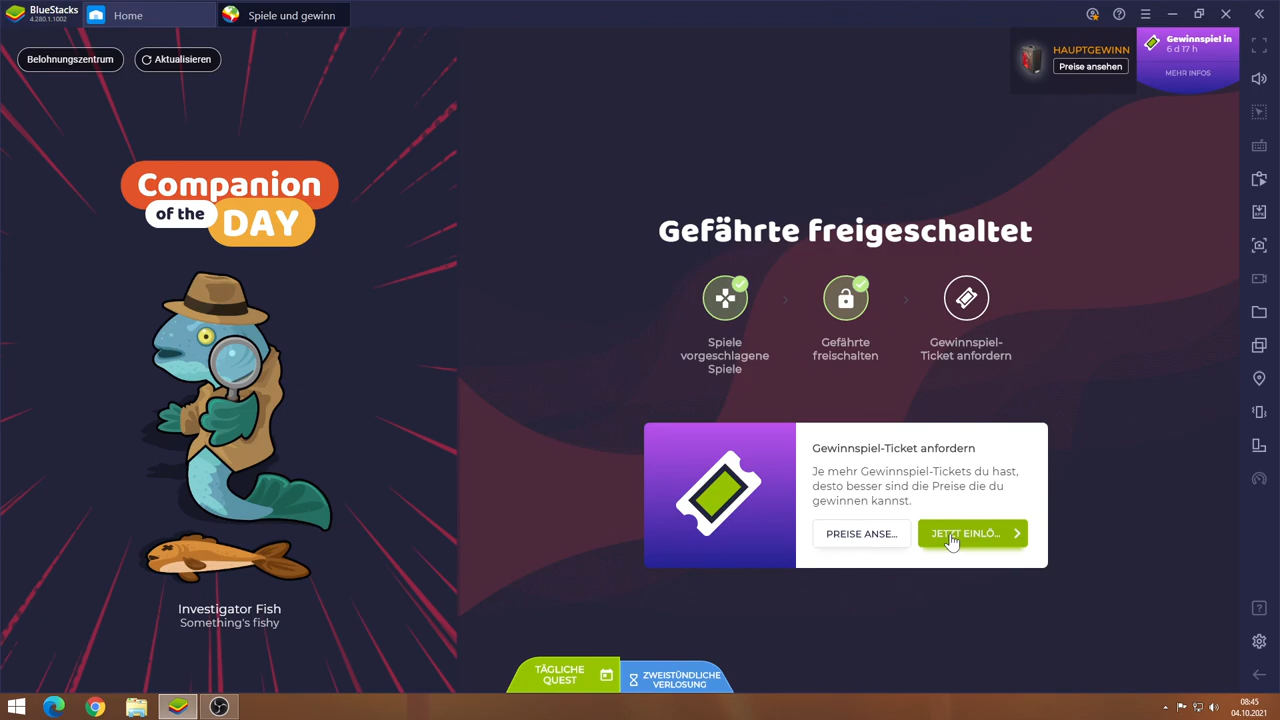 BlueStacks
4.280.1.1002
Home
Spiele und gewinn
Belohnungszentrum
Aktualisieren
HAUPTGEWINN
Preise ansehen
Gewinnspiel in
6 d 17 h
MEHR INFOS
Companion
of the
DAY
Gefährte freigeschaltet
Spiele
vorgeschlagene
Spiele
Gefährte
freischalten
Gewinnspiel-
Ticket anfordern
Gewinnspiel-Ticket anfordern
Je mehr Gewinnspiel-Tickets du hast,
desto besser sind die Preise die du
gewinnen kannst.
PREISE ANSE...
JETZT EINLÖ...
Investigator Fish
Something's fishy
TÄGLICHE
QUEST
ZWEISTÜNDLICHE
VERLOSUNG
08:45
04.10.2021